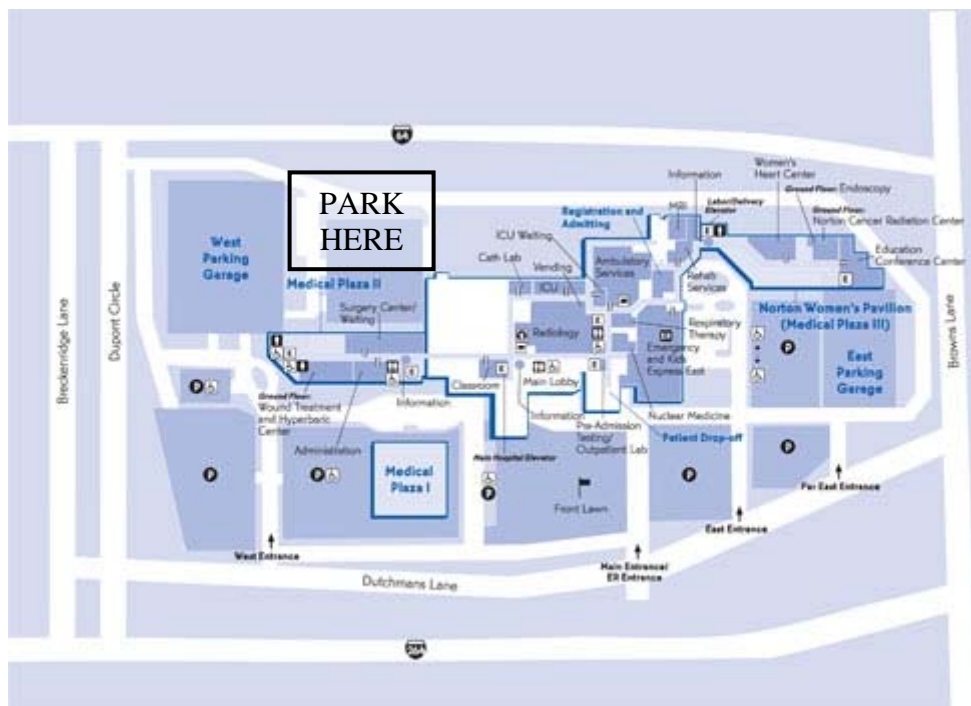 64
PARK
HERE
Women's
Heart Center
Information
Ground Floor: Endoscopy
MRI
Labor/Delivery
Elevator
Ground Floor:
Norton Cancer Radiation Center
Registration and
Admitting
ICU Waiting
West
Parking
Garage
Cath Lab
Vending
Ambulatory
Services
Education
Conference Center
E
Medical Plaza II
ICU
Rehab
Services
Norton Women's Pavilion
(Medical Plaza III)
Surgery Center/
Waiting
Radiology
Respiratory
Therapy
ER
Emergency
and Kids
Express East
P
East
Parking
Garage
Breckenridge Lane
Dupont Circle
Browns Lane
E
E
E
E
E
P
Classroom
Main Lobby
Ground Floor:
Wound Treatment
and Hyperbaric
Center
Information
Information
Nuclear Medicine
Pre-Admission
Testing/
Outpatient Lab
Patient Drop-off
Administration
Main Hospital Elevator
Medical
Plaza I
P
P
P
P
P
Front Lawn
Far East Entrance
East Entrance
West Entrance
Main Entrance/
ER Entrance
Dutchmans Lane
264